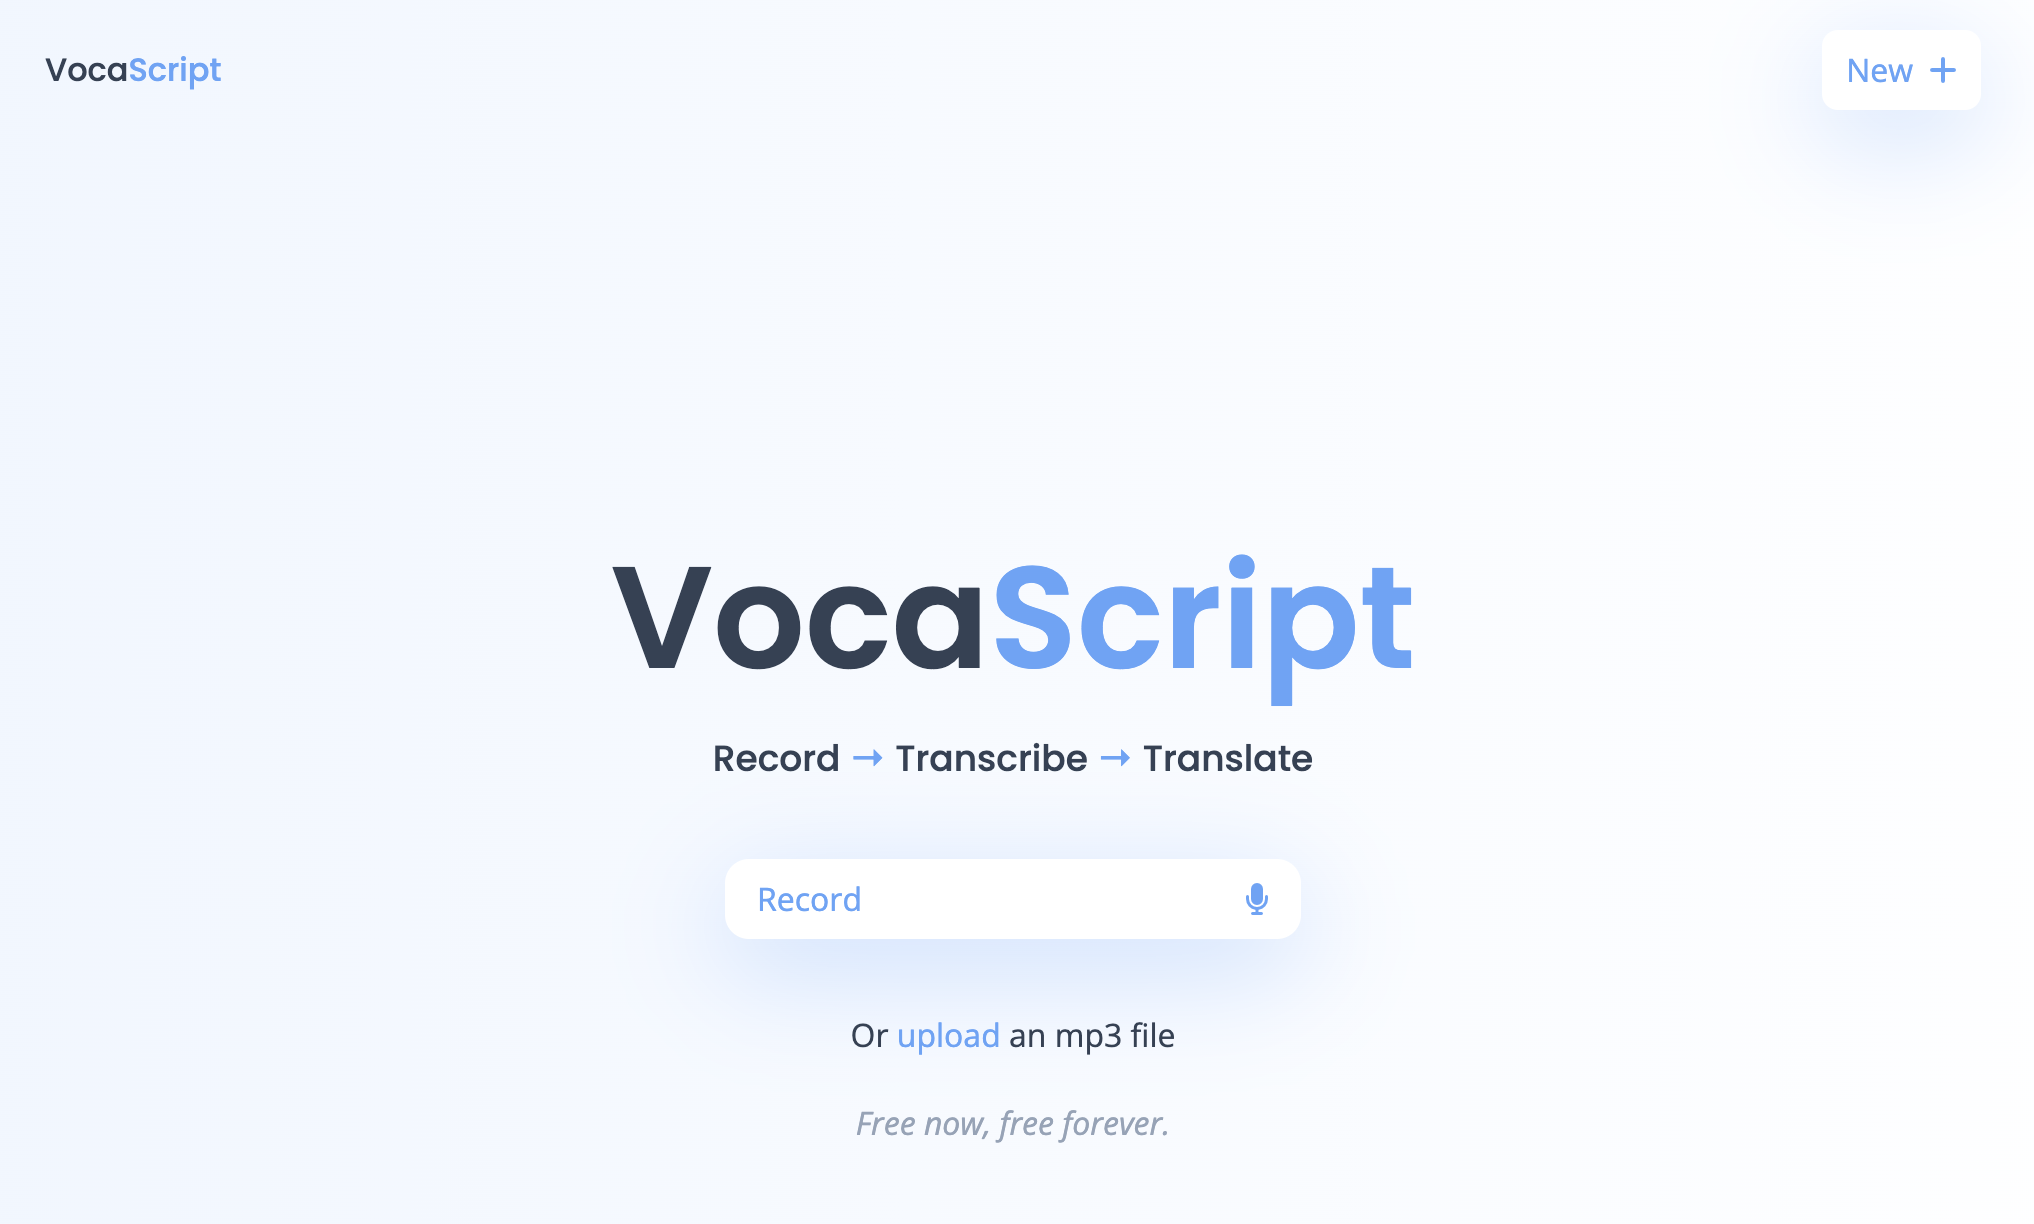 VocaScript
New
VocaScript
Record → Transcribe → Translate
Record
Or upload an mp3 file
Free now, free forever.